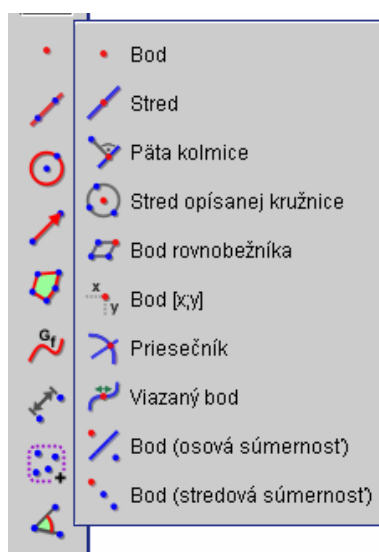 Bod
Stred
Päta kolmice
Stred opísanej kružnice
Bod rovnobežníka
x
y
Bod [x;y]
Gf
Priesečník
Viazaný bod
Bod (osová súmernosť)
Bod (stredová súmernosť)